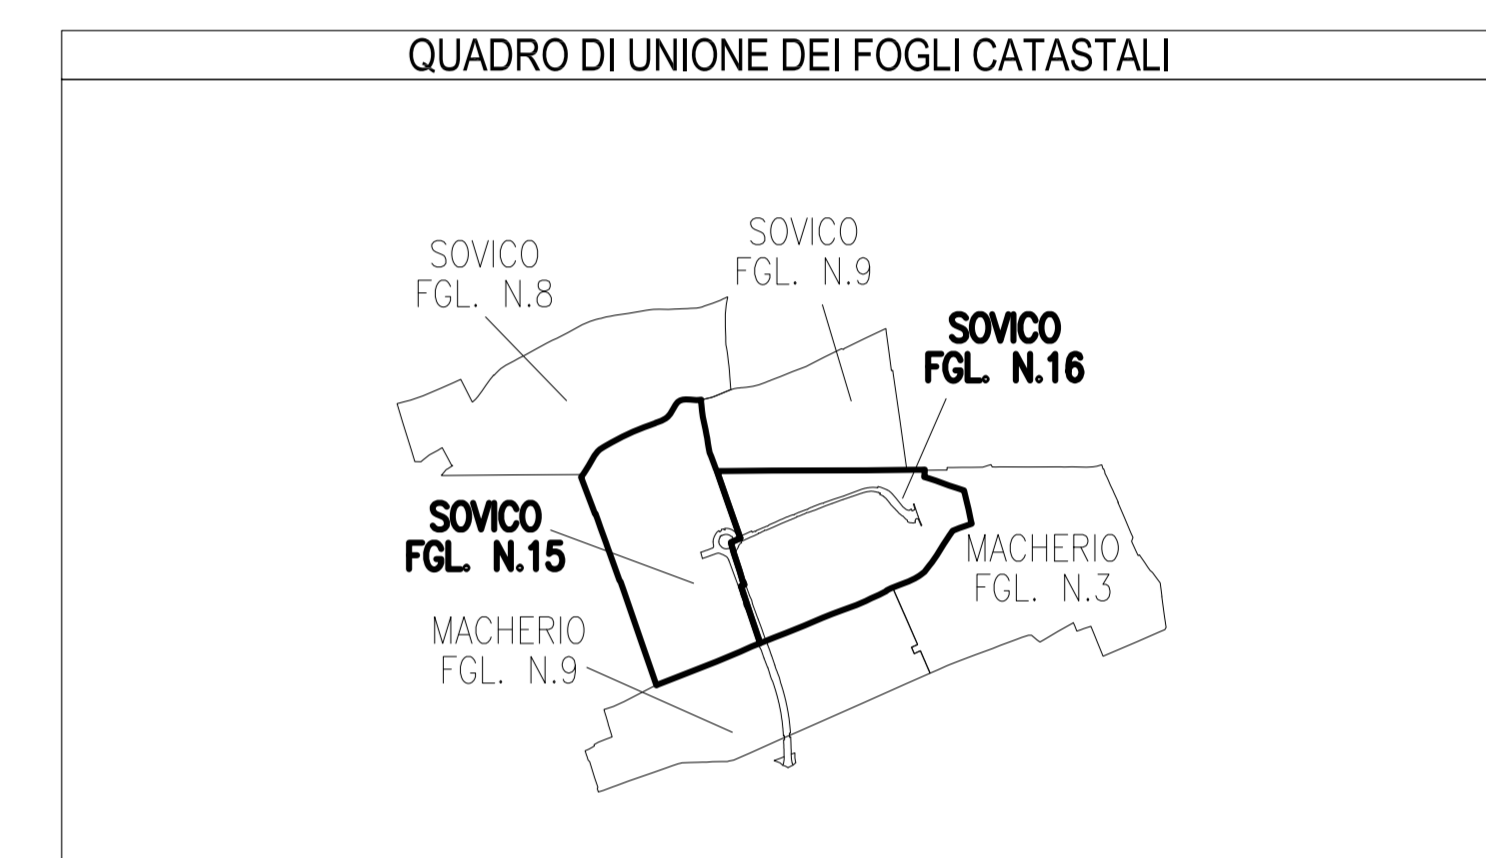 QUADRO DI UNIONE DEI FOGLI CATASTALI
SOVICO
FGL. N.8
SOVICO
FGL. N.9
SOVICO
FGL. N.16
SOVICO
FGL. N.15
MACHERIO
FGL. N.3
MACHERIO
FGL. N.9